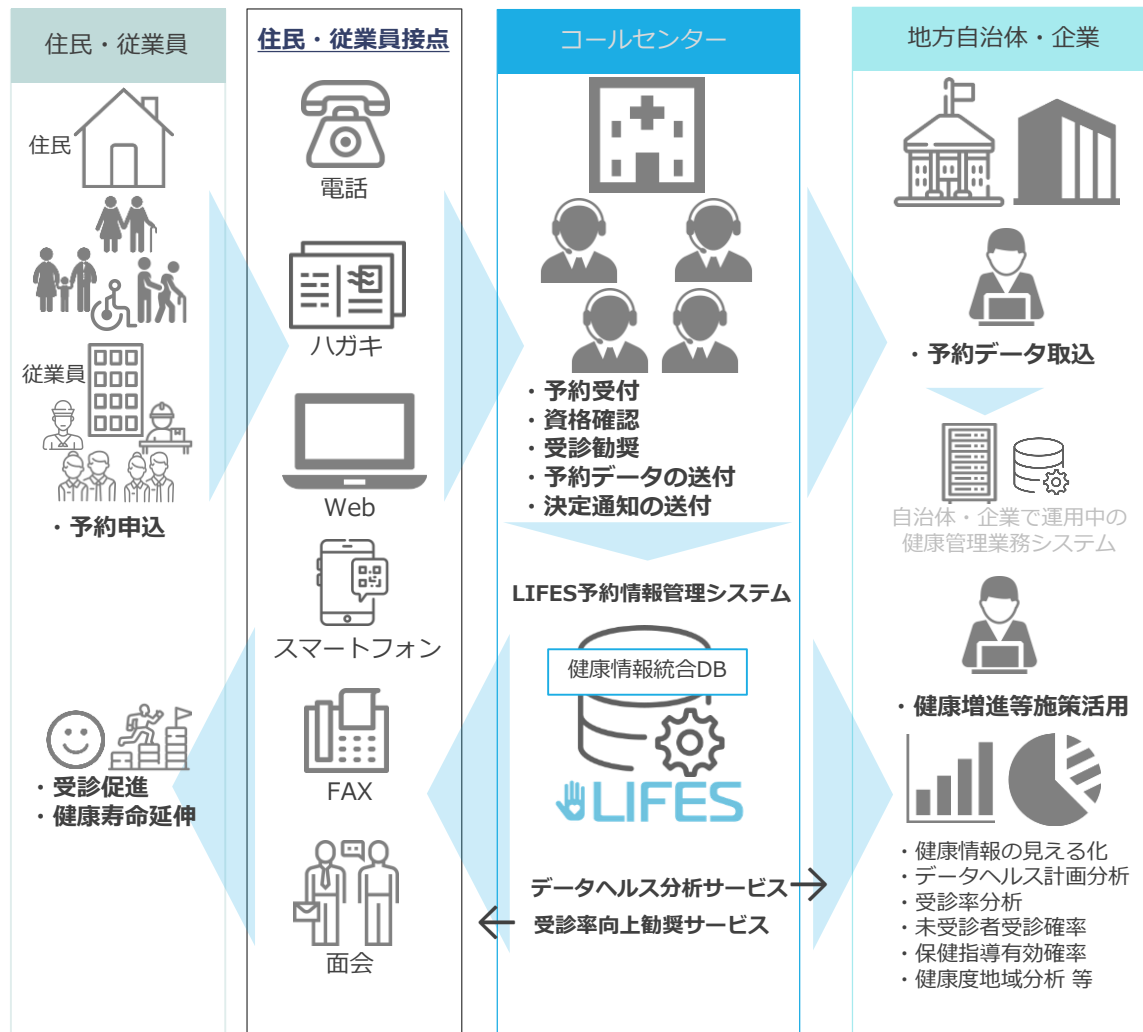 住民・従業員
住民
従業員
・予約申込
・受診促進
・健康寿命延伸
住民・従業員接点
電話
ハガキ
Web
スマートフォン
FAX
面会
コールセンター
・予約受付
・資格確認
・受診勧奨
・予約データの送付
・決定通知の送付
LIFES予約情報管理システム
健康情報統合DB
LIFES
データヘルス分析サービス→
← 受診率向上勧奨サービス
地方自治体・企業
・予約データ取込
自治体・企業で運用中の
健康管理業務システム
・健康増進等施策活用
・健康情報の見える化
・データヘルス計画分析
・受診率分析
・未受診者受診確率
・保健指導有効確率
・健康度地域分析 等